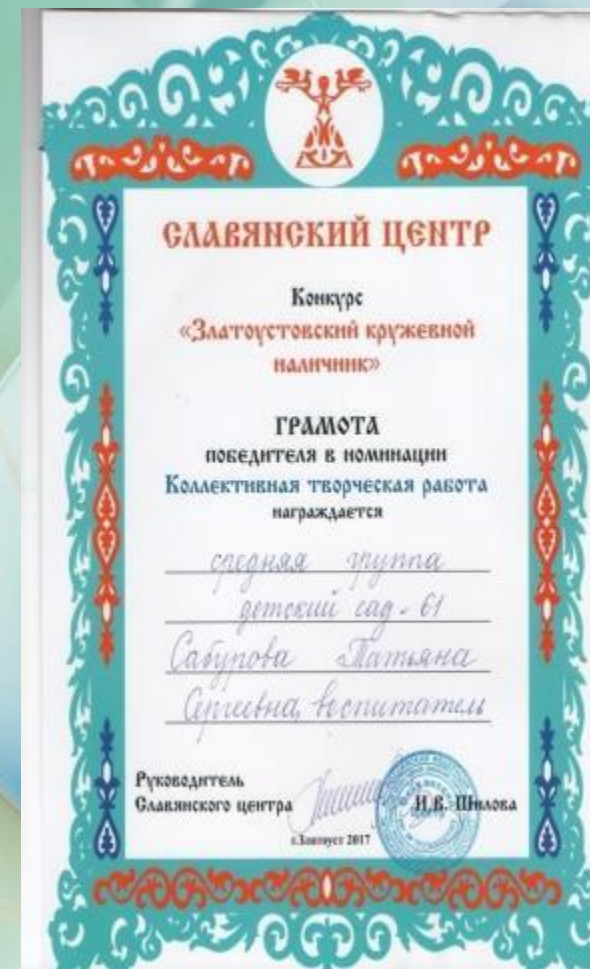 СЛАВЯНСКИЙ ЦЕНТР
Конкурс
«Златоустовский кружевной
наличник»
ГРАМОТА
победителя в номинации
Коллективная творческая работа
награждается
средняя группа
детский сад - 61
Сабурова Татьяна
Сергеевна, воспитатель
Руководитель
Славянского центра И.В. Шилова
г.Златоуст 2017